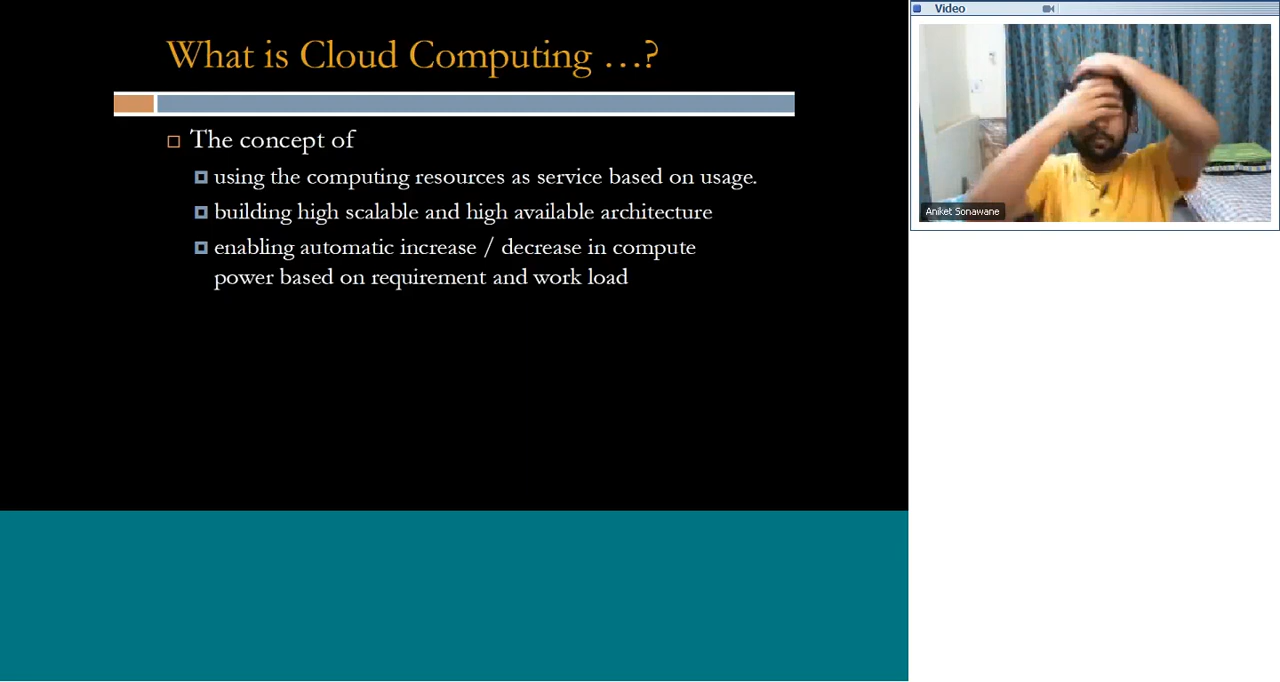 What is Cloud Computing ...?
The concept of
using the computing resources as service based on usage.
building high scalable and high available architecture
enabling automatic increase / decrease in compute
power based on requirement and work load
Video
Aniket Sonawane